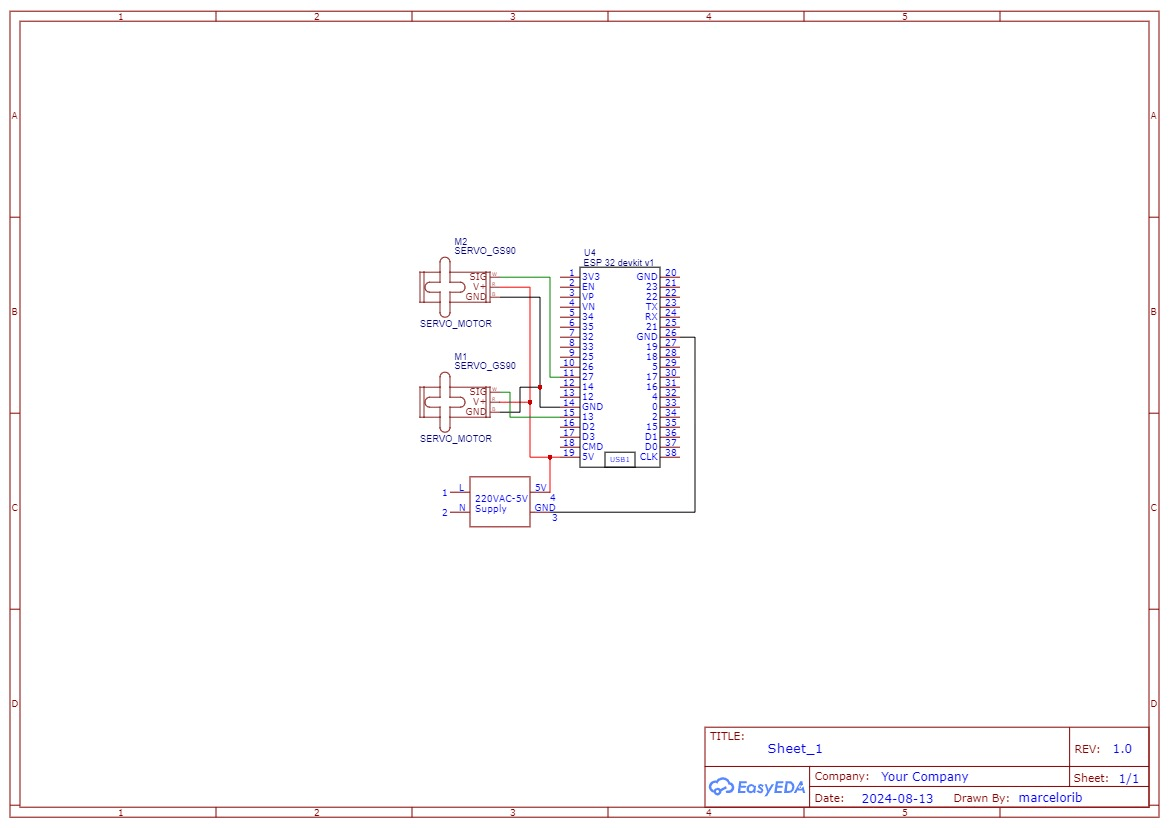 1 2 3 4 5
A A
B B
C C
D D
M2
SERVO_GS90
SIG
V+
GND
SERVO_MOTOR
M1
SERVO_GS90
SIG
V+
GND
SERVO_MOTOR
U4
ESP 32 devkit v1
1 3V3 GND 20
2 EN 23 21
3 VP 22 22
4 VN TX 23
5 34 RX 24
6 35 21 25
7 32 GND 26
8 33 19 27
9 25 18 28
10 26 5 29
11 27 17 30
12 14 16 31
13 12 4 32
14 GND 0 33
15 13 2 34
16 D2 15 35
17 D3 D1 36
18 CMD D0 37
19 5V USB1 CLK 38
1 L 5V 4
220VAC-5V
Supply
2 N GND 3
TITLE:
Sheet_1
REV: 1.0
EasyEDA
Company: Your Company
Sheet: 1/1
Date: 2024-08-13 Drawn By: marcelorib
1 2 3 4 5